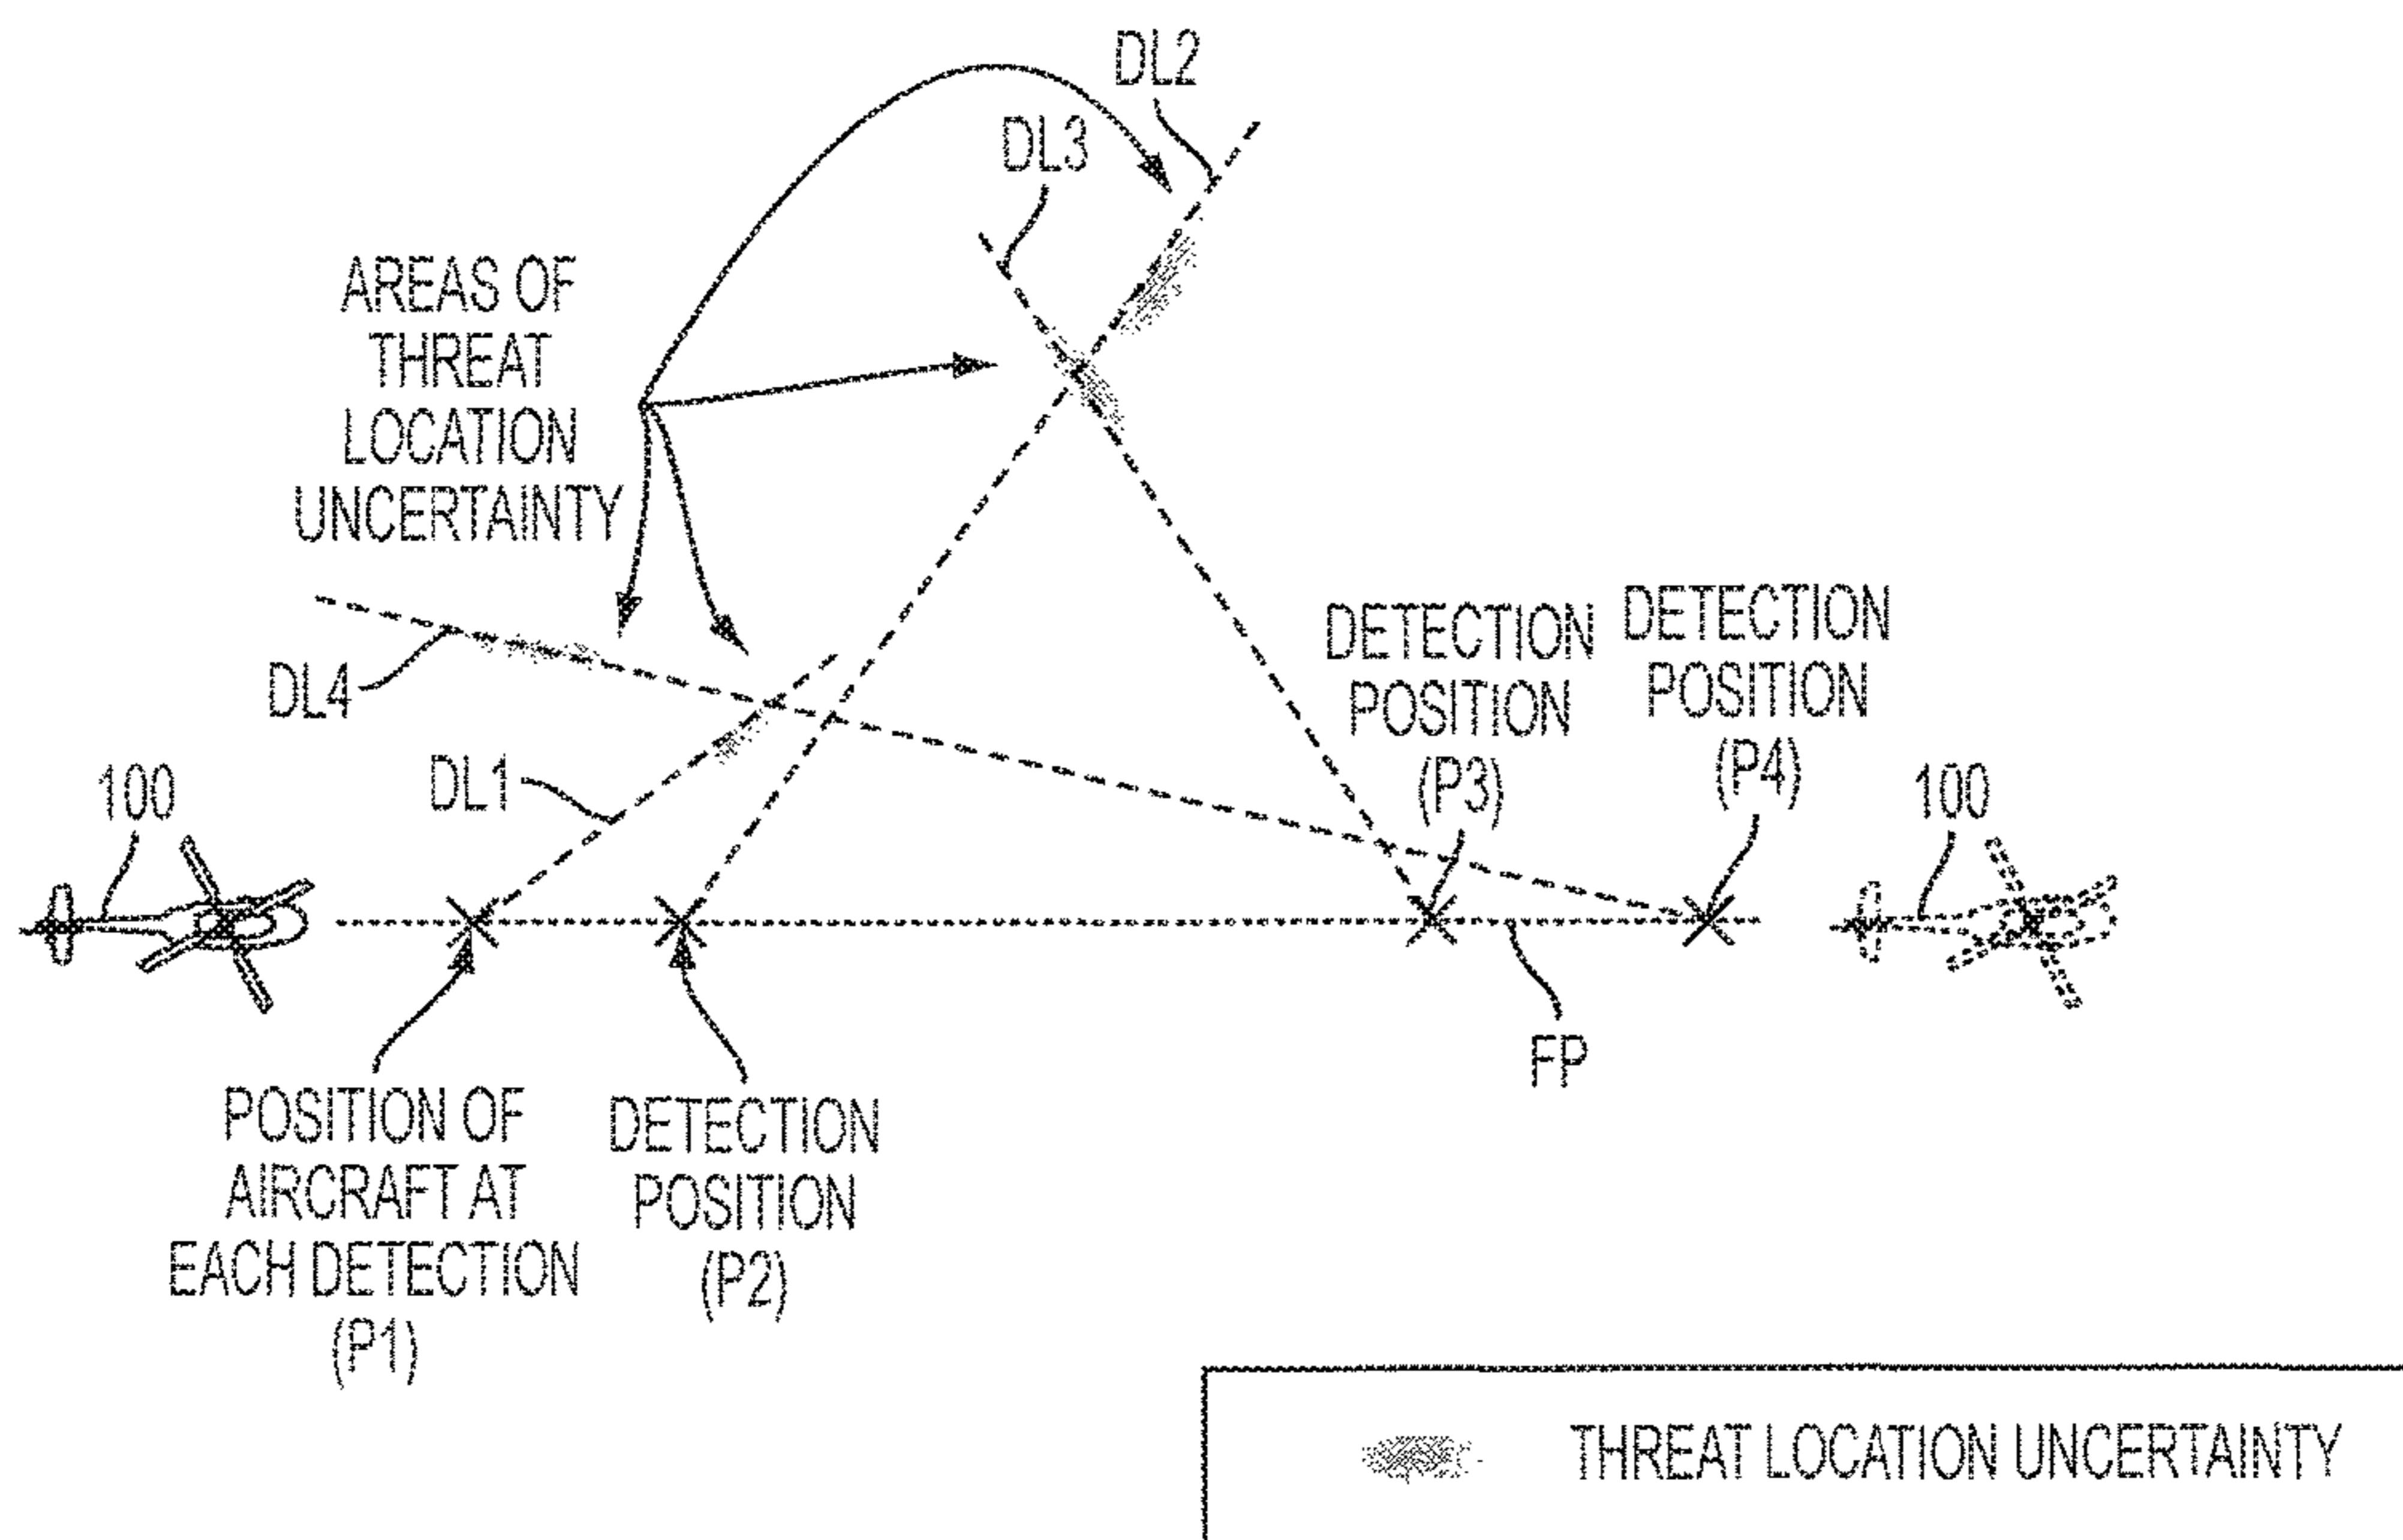 DL2
DL3
AREAS OF
THREAT
LOCATION
UNCERTAINTY
DL4
DL1
100
DETECTION
POSITION
(P3)
DETECTION
POSITION
(P4)
100
FP
POSITION OF
AIRCRAFT AT
EACH DETECTION
(P1)
DETECTION
POSITION
(P2)
THREAT LOCATION UNCERTAINTY